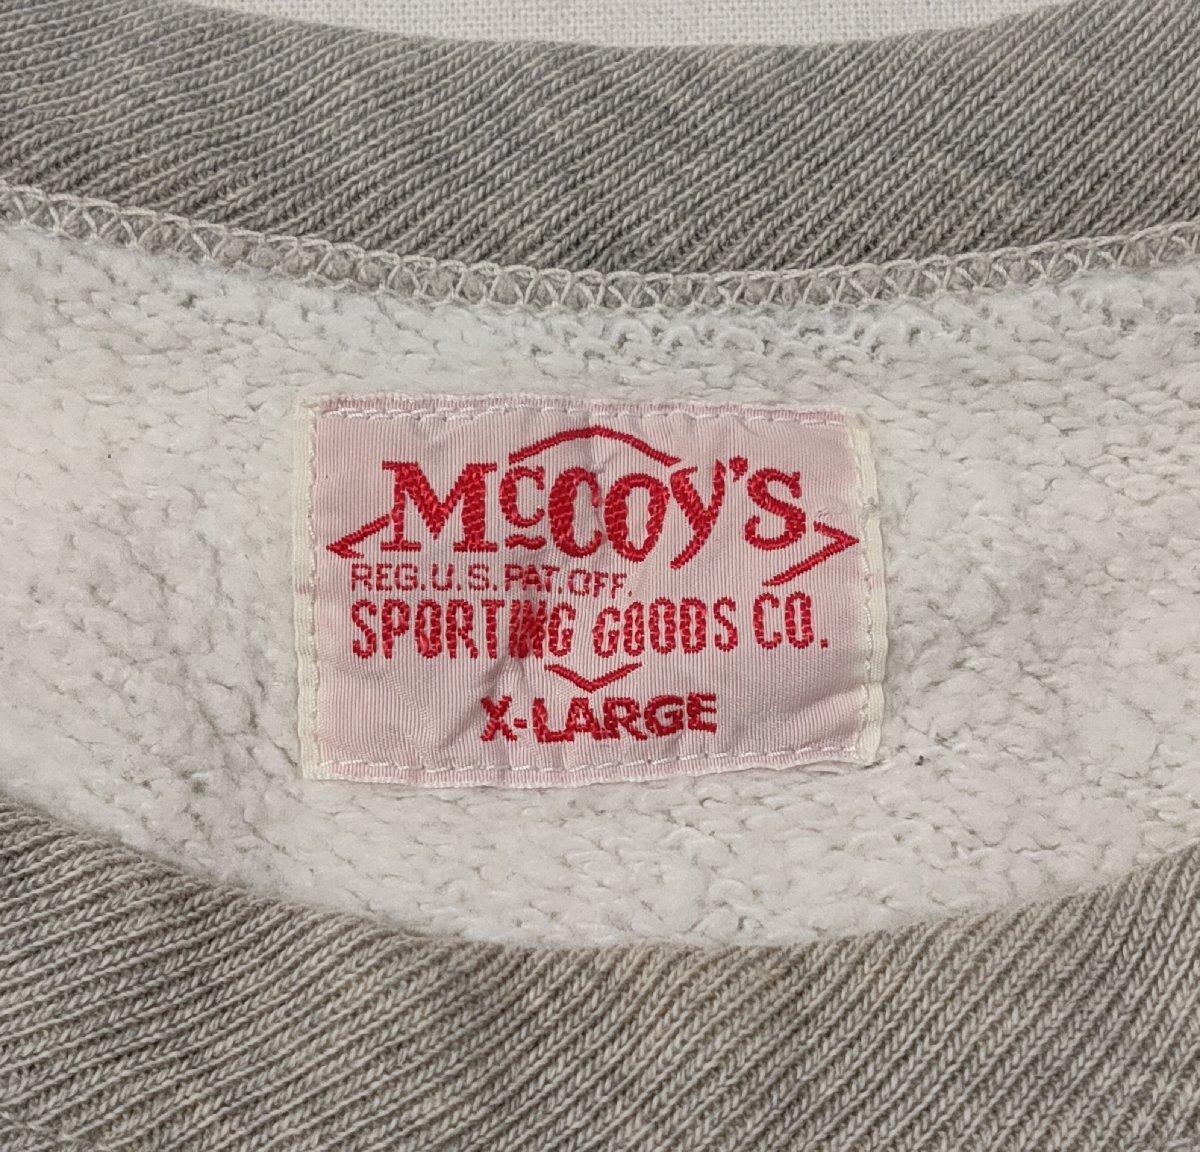 McCOY'S
REG.U.S.PAT.OFF.
SPORTING GOODS CO.
X-LARGE